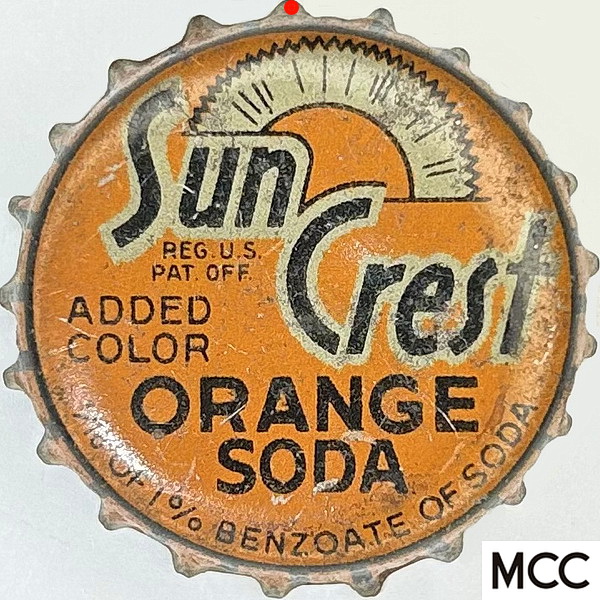 Sun
Crest
REG. U.S.
PAT. OFF.
ADDED
COLOR
ORANGE
SODA
OF 1% BENZOATE OF SODA
MCC